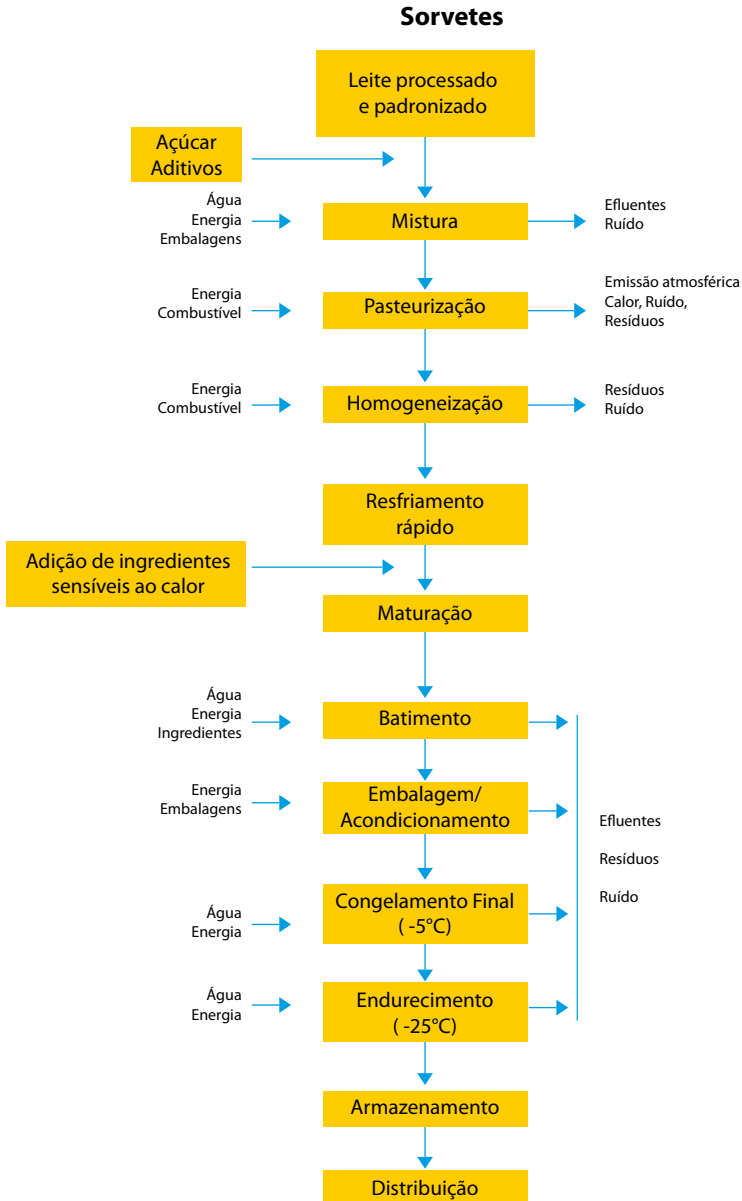 Sorvetes
Leite processado
e padronizado
Açúcar
Aditivos
Água
Energia
Embalagens
Mistura
Efluentes
Ruído
Energia
Combustível
Pasteurização
Emissão atmosférica
Calor, Ruído,
Resíduos
Energia
Combustível
Homogeneização
Resíduos
Ruído
Resfriamento
rápido
Adição de ingredientes
sensíveis ao calor
Maturação
Água
Energia
Ingredientes
Batimento
Energia
Embalagens
Embalagem/
Acondicionamento
Efluentes
Resíduos
Ruído
Água
Energia
Congelamento Final
( -5°C)
Água
Energia
Endurecimento
( -25°C)
Armazenamento
Distribuição